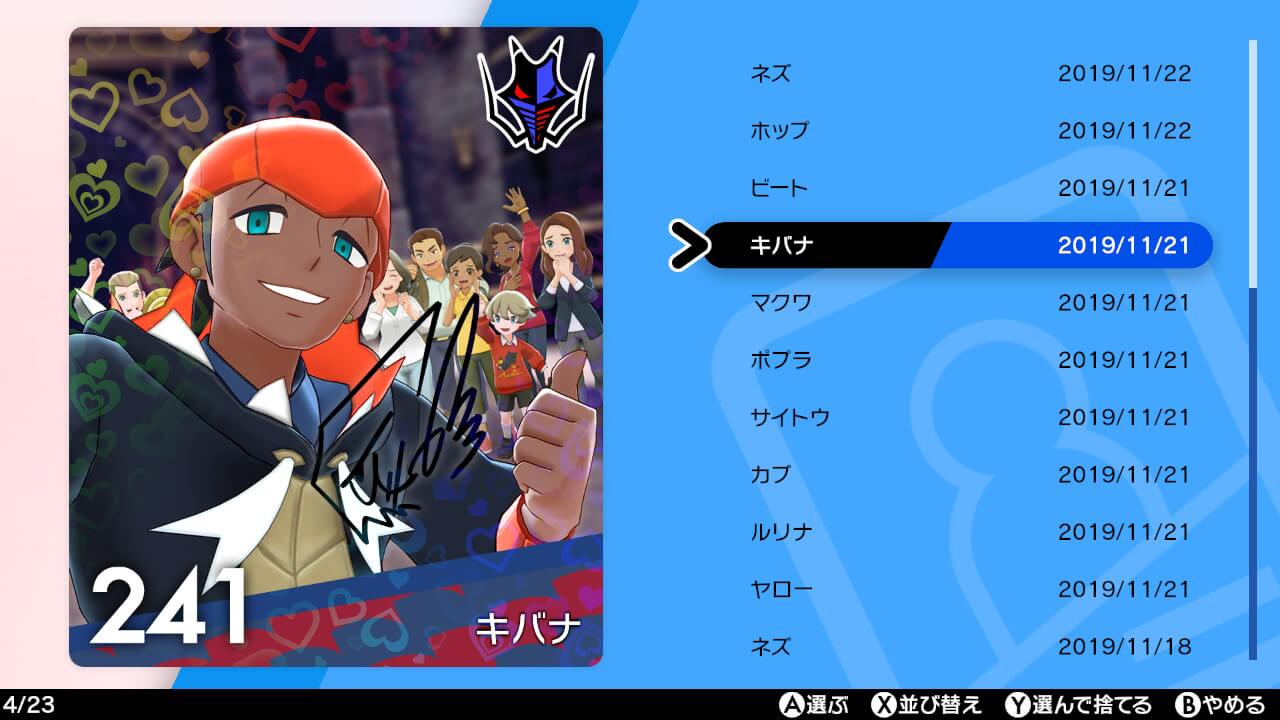 241
キバナ
ネズ 2019/11/22
ホップ 2019/11/22
ビート 2019/11/21
キバナ 2019/11/21
マクワ 2019/11/21
ポプラ 2019/11/21
サイトウ 2019/11/21
カブ 2019/11/21
ルリナ 2019/11/21
ヤロー 2019/11/21
ネズ 2019/11/18
4/23 A選ぶ X並び替え Y選んで捨てる Bやめる